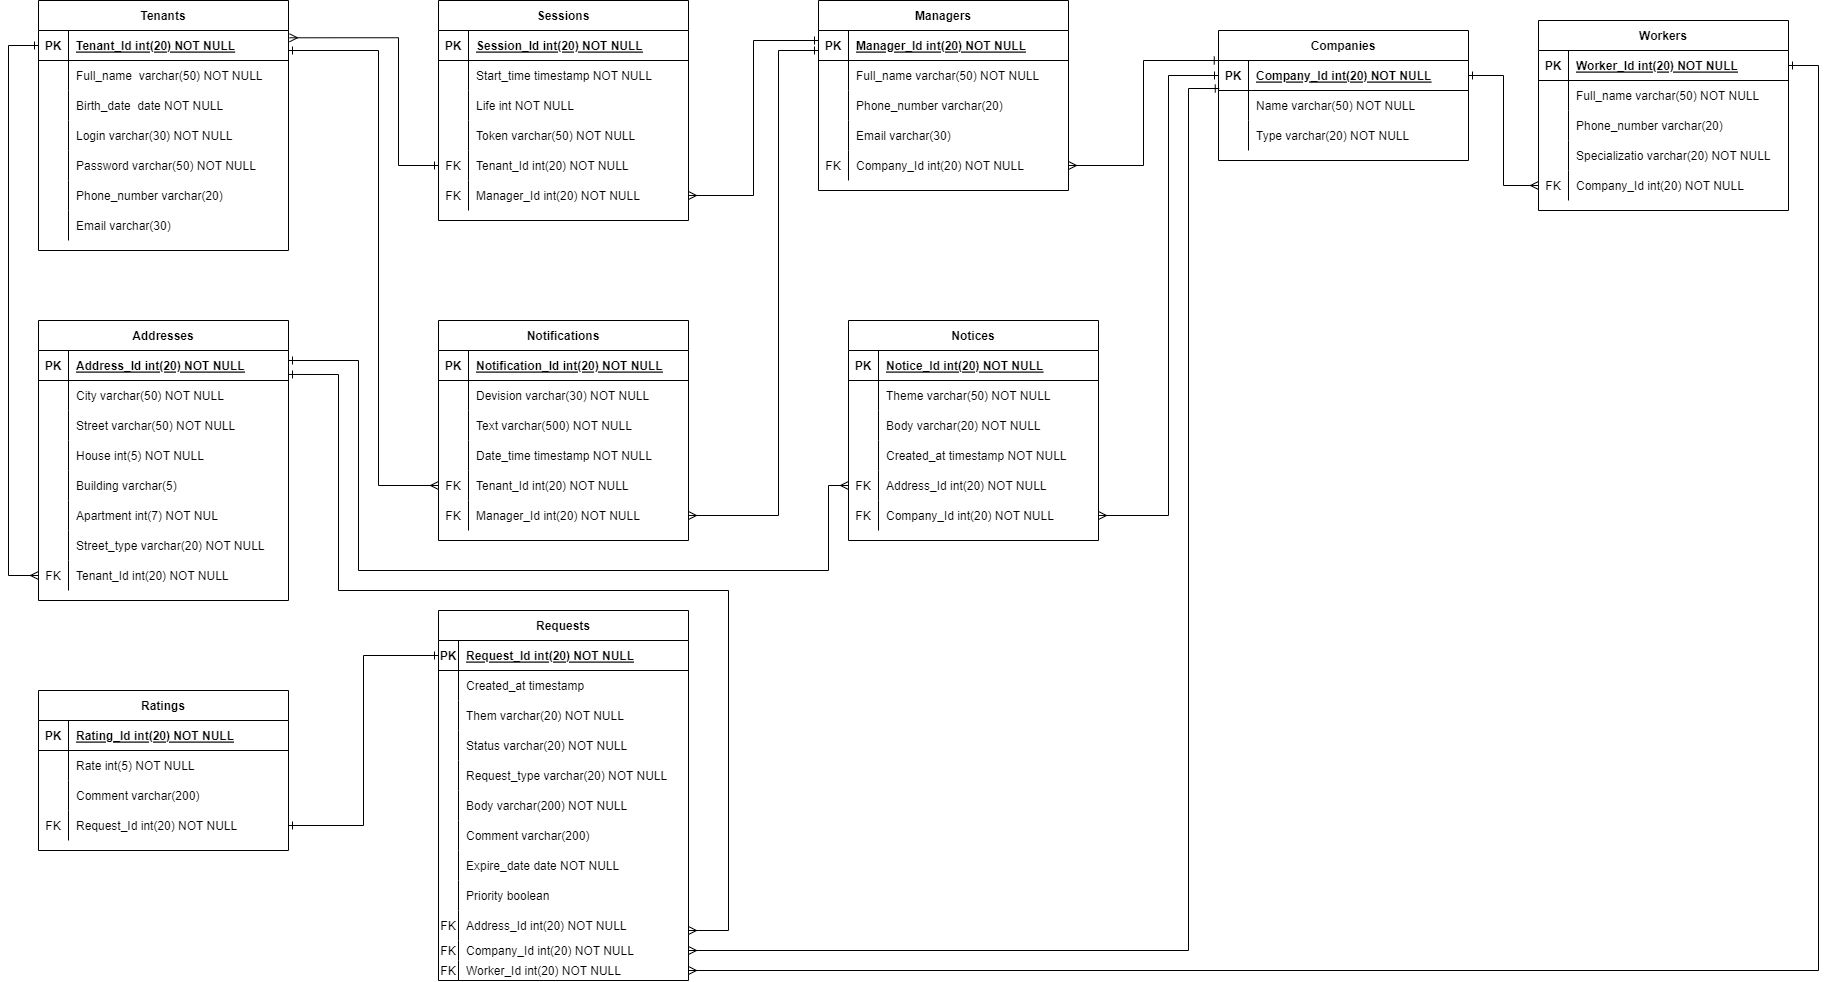 Tenants
PK Tenant_Id int(20) NOT NULL
Full_name varchar(50) NOT NULL
Birth_date date NOT NULL
Login varchar(30) NOT NULL
Password varchar(50) NOT NULL
Phone_number varchar(20)
Email varchar(30)
Sessions
PK Session_Id int(20) NOT NULL
Start_time timestamp NOT NULL
Life int NOT NULL
Token varchar(50) NOT NULL
FK Tenant_Id int(20) NOT NULL
FK Manager_Id int(20) NOT NULL
Managers
PK Manager_Id int(20) NOT NULL
Full_name varchar(50) NOT NULL
Phone_number varchar(20)
Email varchar(30)
FK Company_Id int(20) NOT NULL
Companies
PK Company_Id int(20) NOT NULL
Name varchar(50) NOT NULL
Type varchar(20) NOT NULL
Workers
PK Worker_Id int(20) NOT NULL
Full_name varchar(50) NOT NULL
Phone_number varchar(20)
Specializatio varchar(20) NOT NULL
FK Company_Id int(20) NOT NULL
Addresses
PK Address_Id int(20) NOT NULL
City varchar(50) NOT NULL
Street varchar(50) NOT NULL
House int(5) NOT NULL
Building varchar(5)
Apartment int(7) NOT NUL
Street_type varchar(20) NOT NULL
FK Tenant_Id int(20) NOT NULL
Notifications
PK Notification_Id int(20) NOT NULL
Devision varchar(30) NOT NULL
Text varchar(500) NOT NULL
Date_time timestamp NOT NULL
FK Tenant_Id int(20) NOT NULL
FK Manager_Id int(20) NOT NULL
Notices
PK Notice_Id int(20) NOT NULL
Theme varchar(50) NOT NULL
Body varchar(20) NOT NULL
Created_at timestamp NOT NULL
FK Address_Id int(20) NOT NULL
FK Company_Id int(20) NOT NULL
Ratings
PK Rating_Id int(20) NOT NULL
Rate int(5) NOT NULL
Comment varchar(200)
FK Request_Id int(20) NOT NULL
Requests
PK Request_Id int(20) NOT NULL
Created_at timestamp
Them varchar(20) NOT NULL
Status varchar(20) NOT NULL
Request_type varchar(20) NOT NULL
Body varchar(200) NOT NULL
Comment varchar(200)
Expire_date date NOT NULL
Priority boolean
FK Address_Id int(20) NOT NULL
FK Company_Id int(20) NOT NULL
FK Worker_Id int(20) NOT NULL